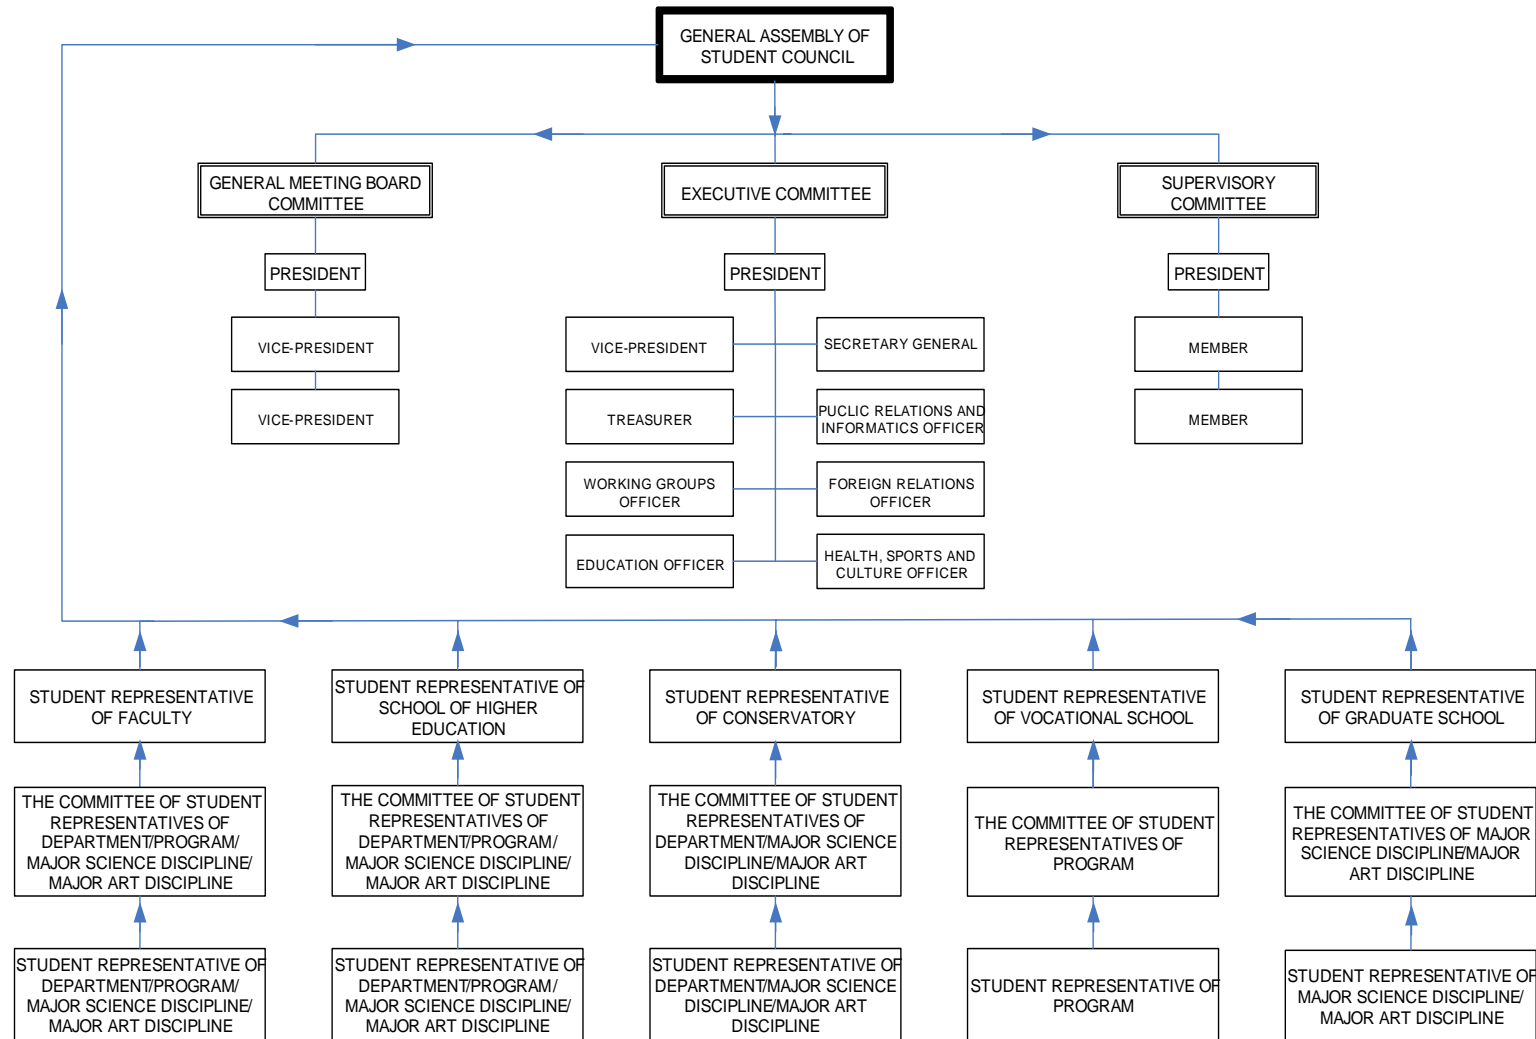 GENERAL ASSEMBLY OF
STUDENT COUNCIL
GENERAL MEETING BOARD
COMMITTEE
EXECUTIVE COMMITTEE
SUPERVISORY
COMMITTEE
PRESIDENT
PRESIDENT
PRESIDENT
VICE-PRESIDENT
VICE-PRESIDENT
SECRETARY GENERAL
MEMBER
VICE-PRESIDENT
TREASURER
PUCLIC RELATIONS AND
INFORMATICS OFFICER
MEMBER
WORKING GROUPS
OFFICER
FOREIGN RELATIONS
OFFICER
EDUCATION OFFICER
HEALTH, SPORTS AND
CULTURE OFFICER
STUDENT REPRESENTATIVE
OF FACULTY
STUDENT REPRESENTATIVE OF
SCHOOL OF HIGHER
EDUCATION
STUDENT REPRESENTATIVE
OF CONSERVATORY
STUDENT REPRESENTATIVE
OF VOCATIONAL SCHOOL
STUDENT REPRESENTATIVE
OF GRADUATE SCHOOL
THE COMMITTEE OF STUDENT
REPRESENTATIVES OF
DEPARTMENT/PROGRAM/
MAJOR SCIENCE DISCIPLINE/
MAJOR ART DISCIPLINE
THE COMMITTEE OF STUDENT
REPRESENTATIVES OF
DEPARTMENT/PROGRAM/
MAJOR SCIENCE DISCIPLINE/
MAJOR ART DISCIPLINE
THE COMMITTEE OF STUDENT
REPRESENTATIVES OF
DEPARTMENT/MAJOR SCIENCE
DISCIPLINE/MAJOR ART
DISCIPLINE
THE COMMITTEE OF STUDENT
REPRESENTATIVES OF
PROGRAM
THE COMMITTEE OF STUDENT
REPRESENTATIVES OF MAJOR
SCIENCE DISCIPLINE/MAJOR
ART DISCIPLINE
STUDENT REPRESENTATIVE OF
DEPARTMENT/PROGRAM/
MAJOR SCIENCE DISCIPLINE/
MAJOR ART DISCIPLINE
STUDENT REPRESENTATIVE OF
DEPARTMENT/PROGRAM/
MAJOR SCIENCE DISCIPLINE/
MAJOR ART DISCIPLINE
STUDENT REPRESENTATIVE OF
DEPARTMENT/MAJOR SCIENCE
DISCIPLINE/MAJOR ART
DISCIPLINE
STUDENT REPRESENTATIVE OF
PROGRAM
STUDENT REPRESENTATIVE OF
MAJOR SCIENCE DISCIPLINE/
MAJOR ART DISCIPLINE